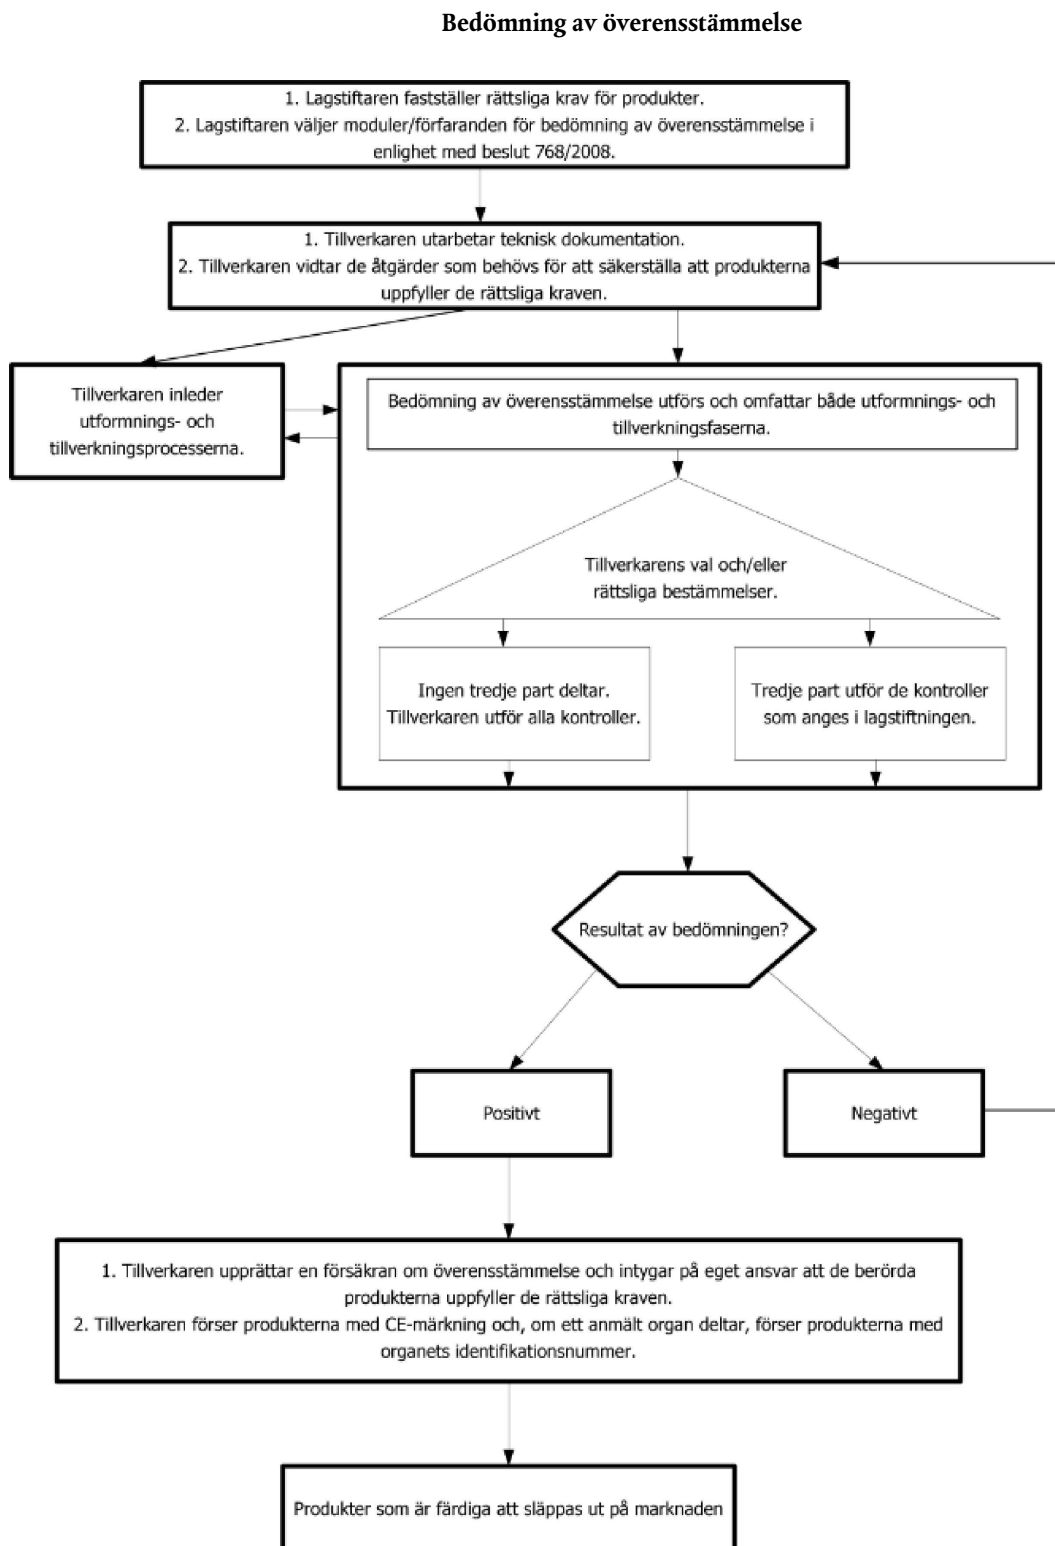 Bedömning av överensstämmelse
1. Lagstiftaren fastställer rättsliga krav för produkter.
2. Lagstiftaren väljer moduler/förfaranden för bedömning av överensstämmelse i
enlighet med beslut 768/2008.
1. Tillverkaren utarbetar teknisk dokumentation.
2. Tillverkaren vidtar de åtgärder som behövs för att säkerställa att produkterna
uppfyller de rättsliga kraven.
Tillverkaren inleder
utformnings- och
tillverkningsprocesserna.
Bedömning av överensstämmelse utförs och omfattar både utformnings- och
tillverkningsfaserna.
Tillverkarens val och/eller
rättsliga bestämmelser.
Ingen tredje part deltar.
Tillverkaren utför alla kontroller.
Tredje part utför de kontroller
som anges i lagstiftningen.
Resultat av bedömningen?
Positivt
Negativt
1. Tillverkaren upprättar en försäkran om överensstämmelse och intygar på eget ansvar att de berörda
produkterna uppfyller de rättsliga kraven.
2. Tillverkaren förser produkterna med CE-märkning och, om ett anmält organ deltar, förser produkterna med
organets identifikationsnummer.
Produkter som är färdiga att släppas ut på marknaden